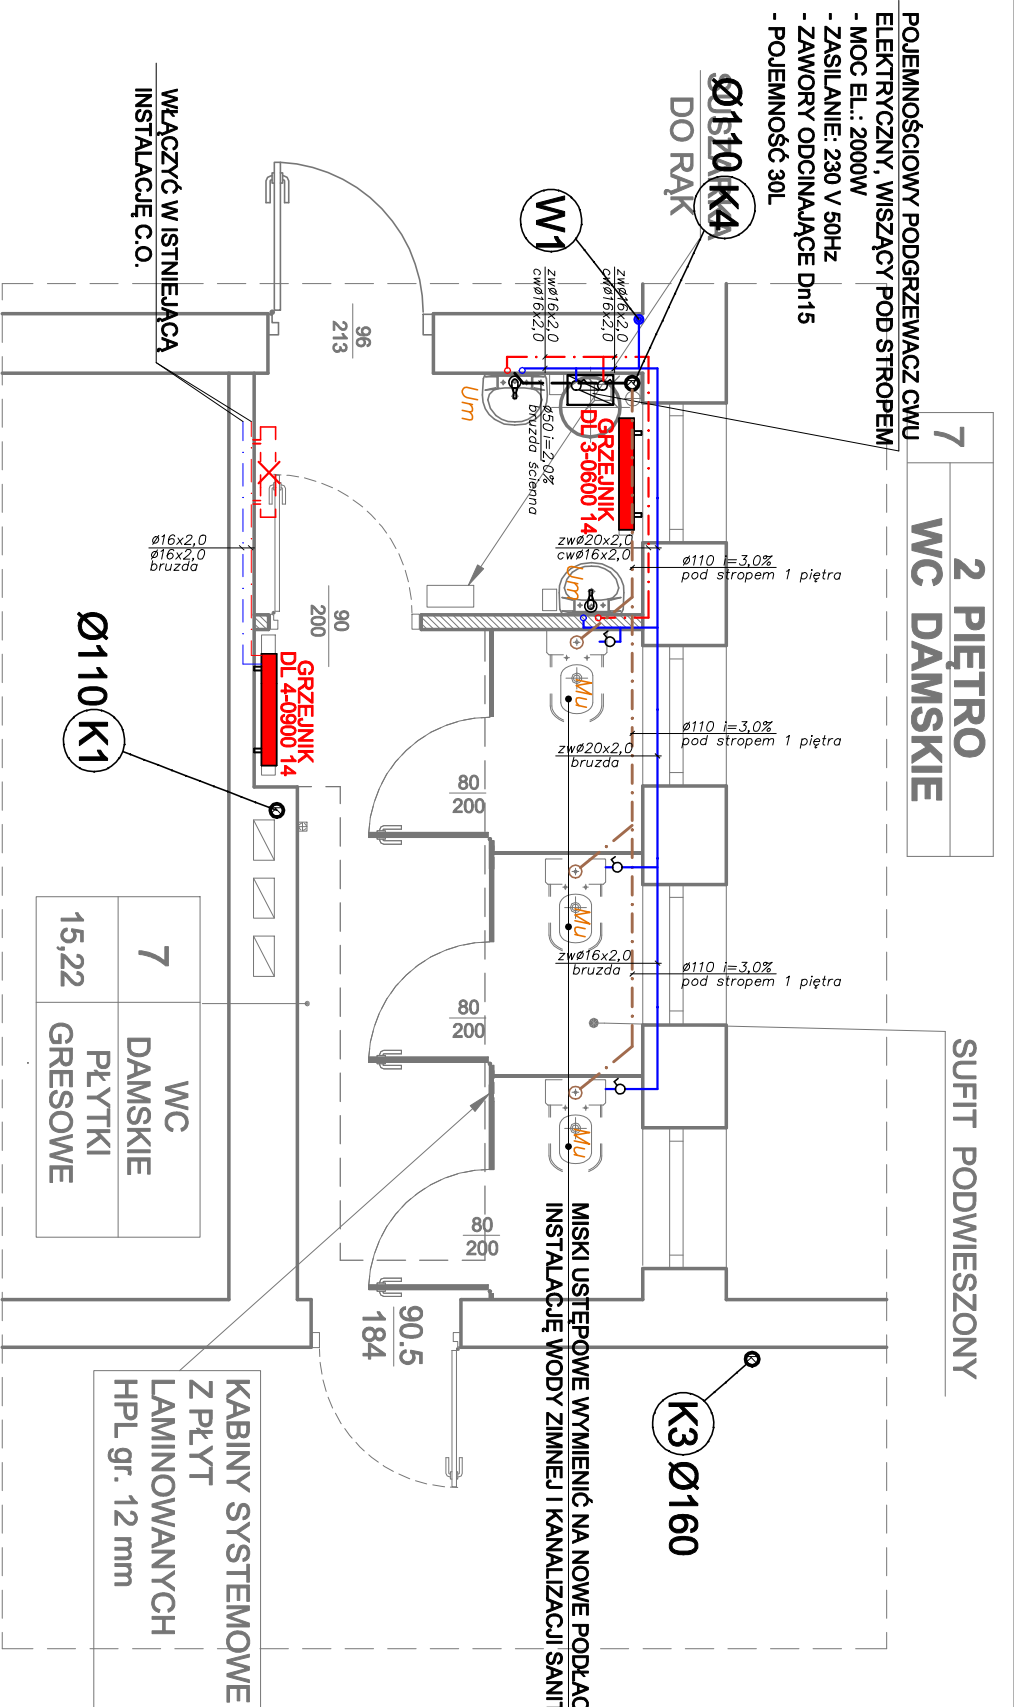 POJEMNOŚCIOWY PODGRZEWACZ CWU
ELEKTRYCZNY, WISZĄCY POD STROPEM
- MOC EL.: 2000W
- ZASILANIE: 230 V 50Hz
- ZAWORY ODCINAJĄCE Dn15
- POJEMNOŚĆ 30L
7
2 PIĘTRO
WC DAMSKIE
DO RĄK
Ø110 K4
W1
WŁĄCZYĆ W ISTNIEJĄCĄ
INSTALACJĘ C.O.
96
213
zwø16x2,0
cwø16x2,0
zwø16x2,0
cwø16x2,0
Um
ø50 i=2,0%
bruzda ścienna
GRZEJNIK
DL 3-0600 14
zwø20x2,0
cwø16x2,0
Um
ø110 i=3,0%
pod stropem 1 piętra
ø16x2,0
ø16x2,0
bruzda
90
200
GRZEJNIK
DL 4-0900 14
Ø110 K1
Mu
ø110 i=3,0%
pod stropem 1 piętra
zwø20x2,0
bruzda
80
200
Mu
zwø16x2,0
bruzda
ø110 i=3,0%
pod stropem 1 piętra
80
200
Mu
80
200
SUFIT PODWIESZONY
7
WC
DAMSKIE
15,22
PŁYTKI
GRESOWE
MISKI USTĘPOWE WYMIENIĆ NA NOWE PODŁĄC
INSTALACJĘ WODY ZIMNEJ I KANALIZACJI SANIT
90.5
184
K3 Ø160
KABINY SYSTEMOWE
Z PŁYT
LAMINOWANYCH
HPL gr. 12 mm